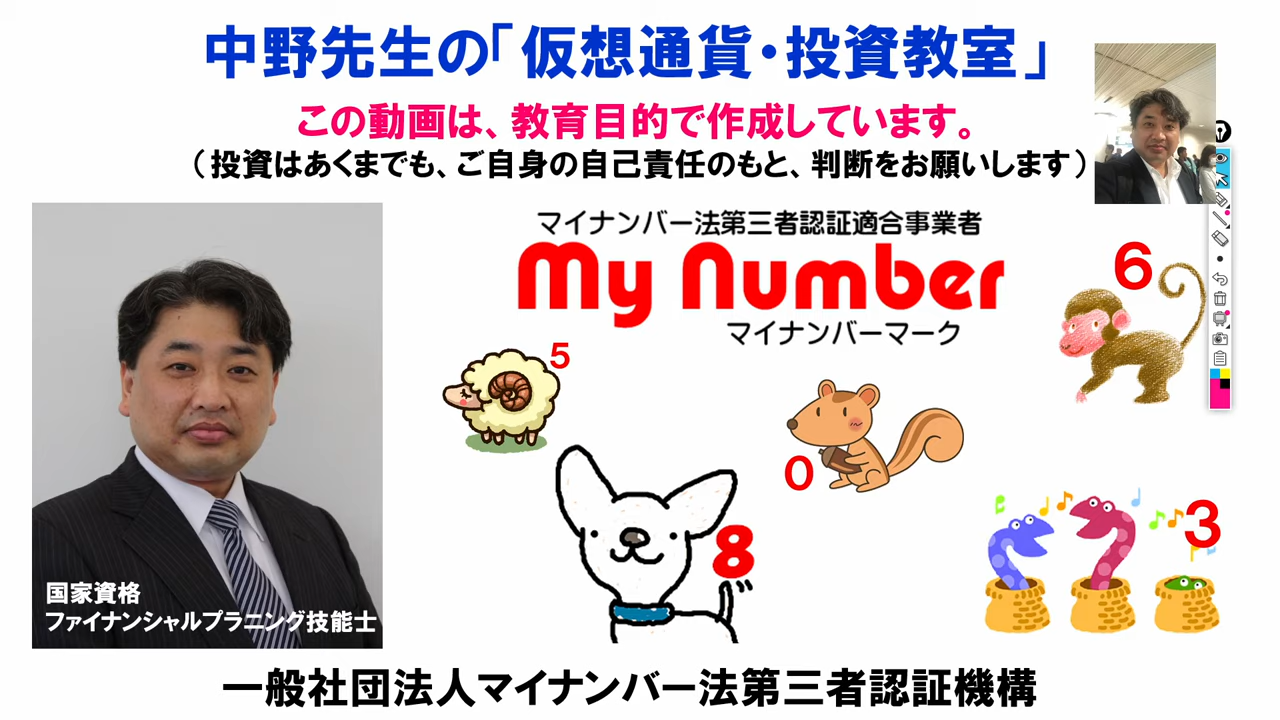 中野先生の「仮想通貨・投資教室」
この動画は、教育目的で作成しています。
（投資はあくまでも、ご自身の自己責任のもと、判断をお願いします）
マイナンバー法第三者認証適合事業者
My Number
マイナンバーマーク
6
5
0
8
3
国家資格
ファイナンシャルプラニング技能士
一般社団法人マイナンバー法第三者認証機構